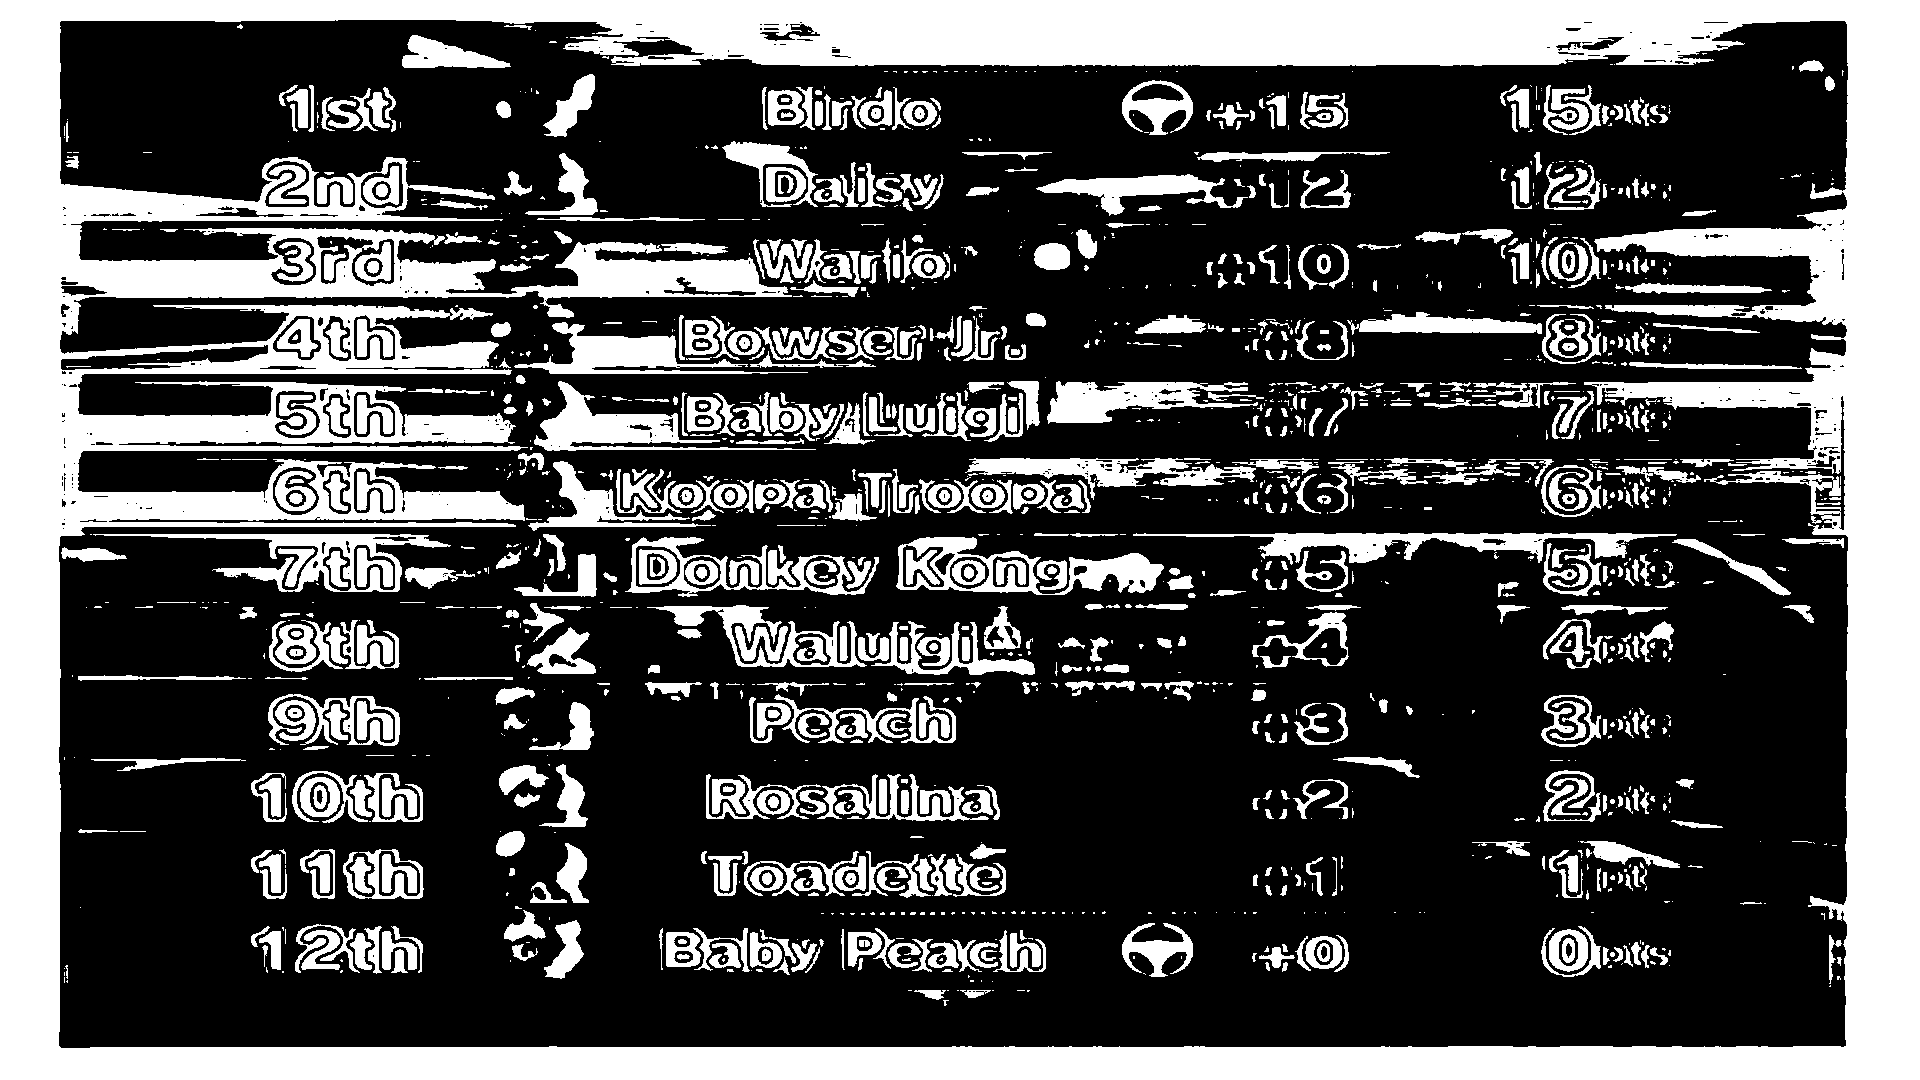 1st Birdo +15 15pts
2nd Daisy +12 12pts
3rd Wario +10 10pts
4th Bowser Jr. +8 8pts
5th Baby Luigi +7 7pts
6th Koopa Troopa +6 6pts
7th Donkey Kong +5 5pts
8th Waluigi +4 4pts
9th Peach +3 3pts
10th Rosalina +2 2pts
11th Toadette +1 1pt
12th Baby Peach +0 0pts